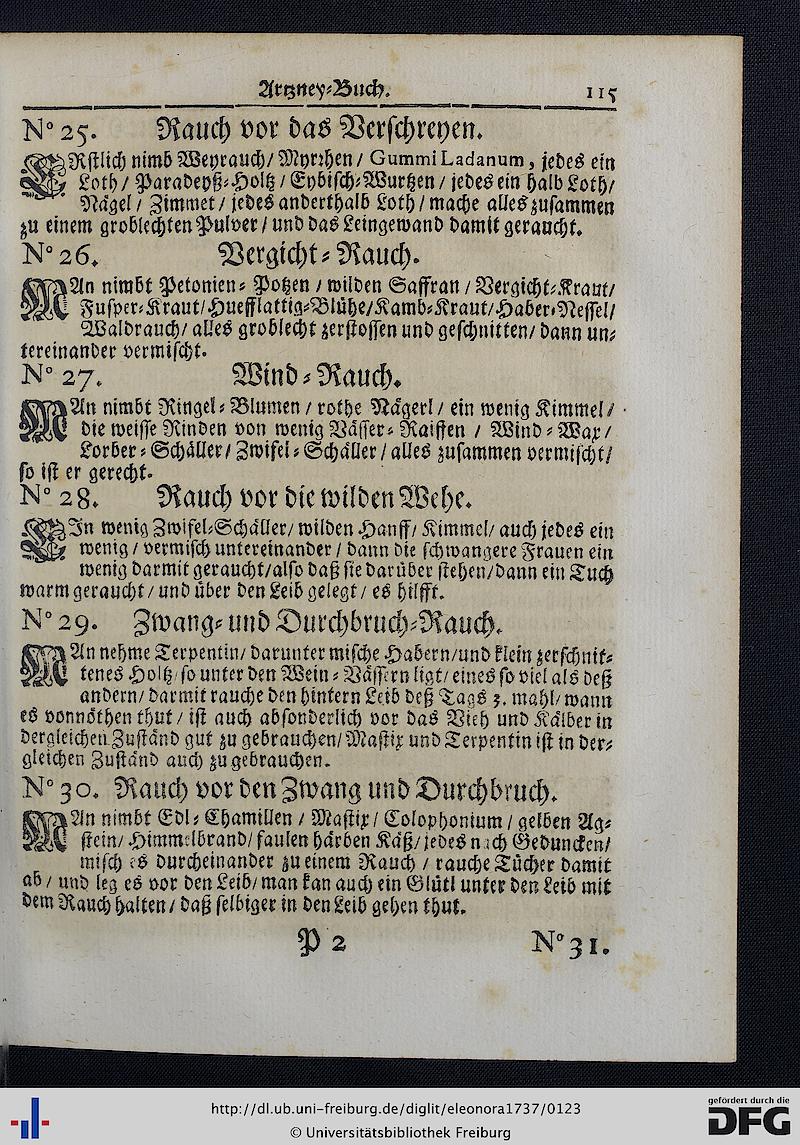 Artzney-Buch. 115
N° 25. Rauch vor das Verschreyen.
ERstlich nimb Weyrauch/ Myrrhen/ Gummi Ladanum, jedes ein
Loth/ Paradeyß-Holtz/ Eybisch-Wurtzen/ jedes ein halb Loth/
Nägel/ Zimmet/ jedes anderthalb Loth/ mache alles zusammen
zu einem groblechten Pulver/ und das Leingewand damit geraucht.
N° 26. Vergicht-Rauch.
MAn nimbt Petonien-Potzen/ wilden Saffran/ Vergicht-Kraut/
Fusper-Kraut/ Huefflattig-Blühe/ Kamb-Kraut/ Haber-Nessel/
Waldrauch/ alles groblecht zerstossen und geschnitten/ dann un-
tereinander vermischt.
N° 27. Wind-Rauch.
MAn nimbt Ringel-Blumen/ rothe Nägerl/ ein wenig Kimmel/
die weisse Rinden von wenig Vässer-Raiffen/ Wind-Wax/
Lorber-Schäller/ Zwifel-Schäller/ alles zusammen vermischt/
so ist er gerecht.
N° 28. Rauch vor die wilden Wehe.
EIn wenig Zwifel-Schäller/ wilden Hanff/ Kimmel/ auch jedes ein
wenig/ vermisch untereinander/ dann die schwangere Frauen ein
wenig darmit geraucht/ also daß sie darüber stehen/ dann ein Tuch
warm geraucht/ und über den Leib gelegt/ es hilfft.
N° 29. Zwang- und Durchbruch-Rauch.
MAn nehme Terpentin/ darunter mische Habern/ und klein zerschnit-
tenes Holtz/ so unter den Wein-Vässern ligt/ eines so viel als deß
andern/ darmit rauche den hintern Leib deß Tags 3. mahl/ wann
es vonnöthen thut/ ist auch absonderlich vor das Vieh und Kälber in
dergleichen Zuständ gut zu gebrauchen/ Mastix und Terpentin ist in der-
gleichen Zuständ auch zu gebrauchen.
N° 30. Rauch vor den Zwang und Durchbruch.
MAn nimbt Edl-Chamillen/ Mastix/ Colophonium/ gelben Ag-
stein/ Himmelbrand/ faulen härben Käß/ jedes nach Geduncken/
misch es durcheinander zu einem Rauch/ rauche Tücher damit
ab/ und leg es vor den Leib/ man kan auch ein Glütl unter den Leib mit
dem Rauch halten/ daß selbiger in den Leib gehen thut.
P 2 N° 31.
http://dl.ub.uni-freiburg.de/diglit/eleonora1737/0123
© Universitätsbibliothek Freiburg
gefördert durch die
DFG